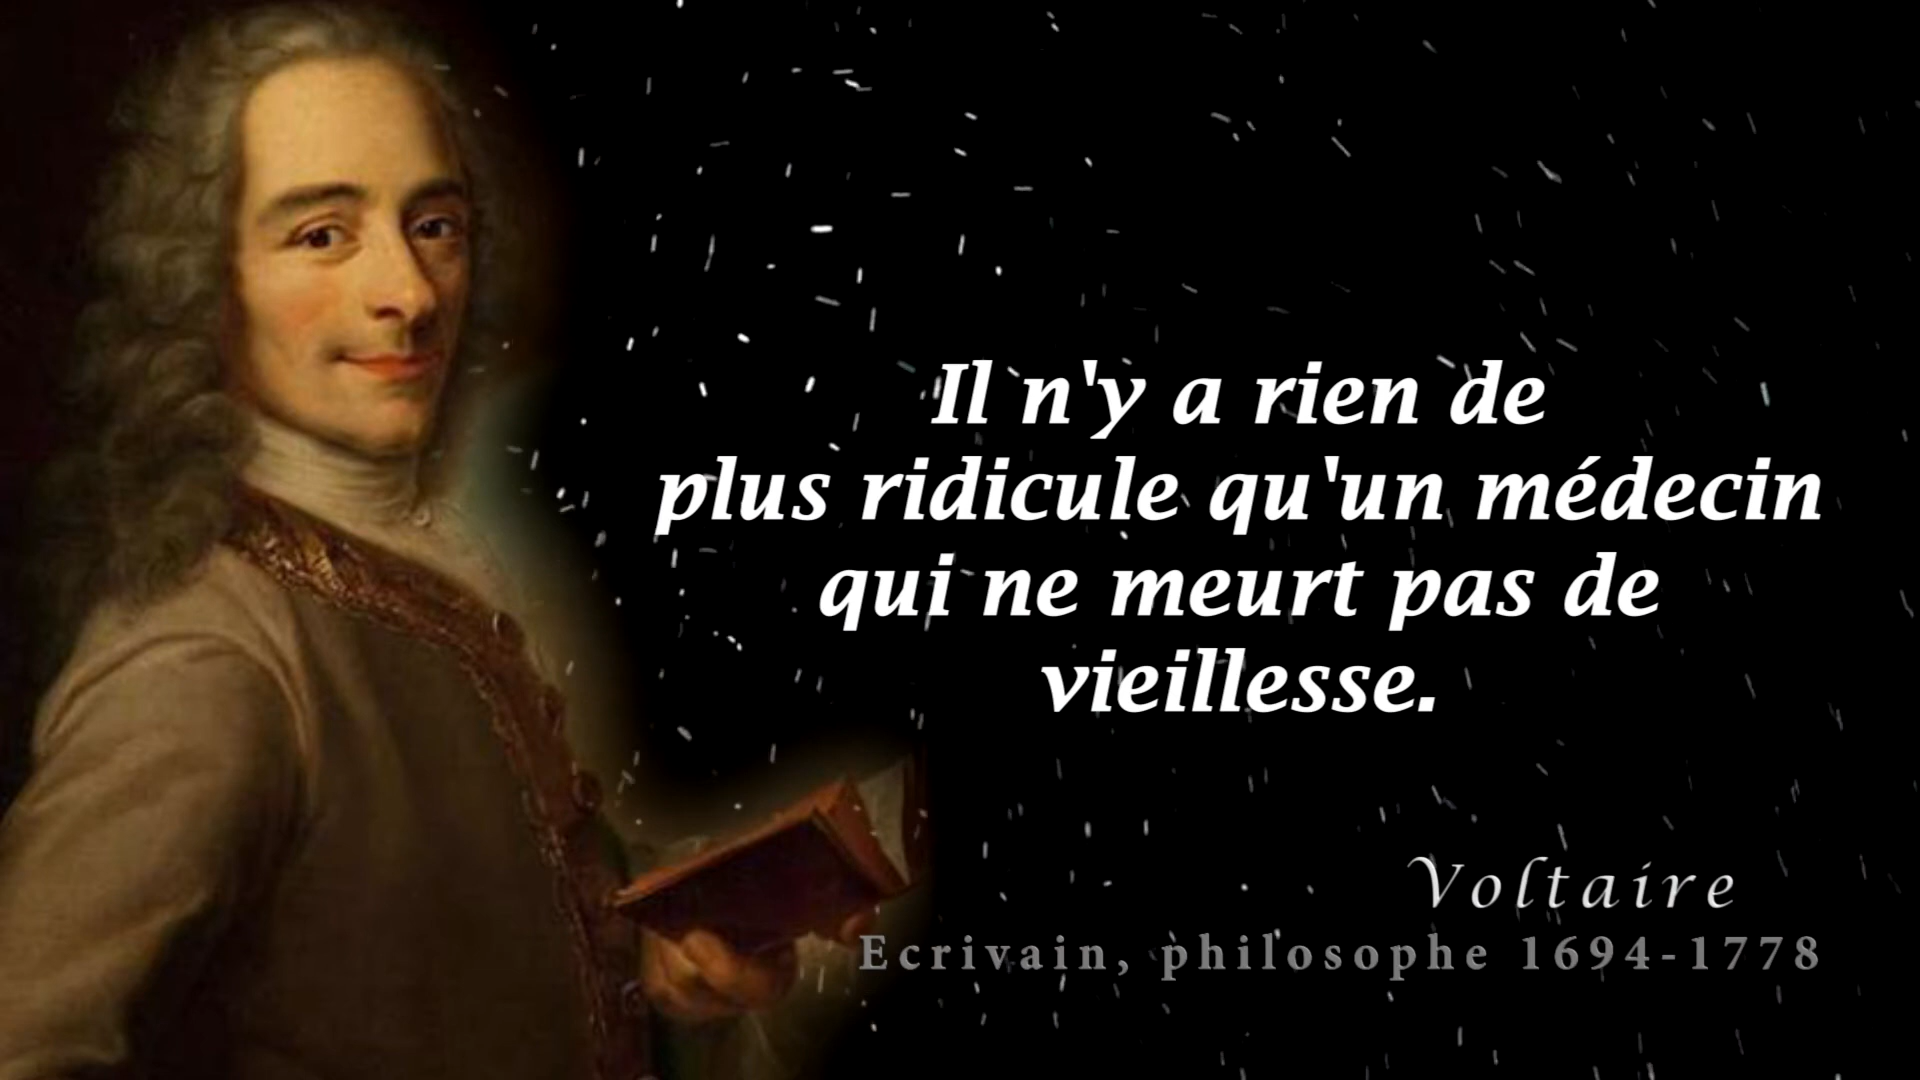 Il n'y a rien de
plus ridicule qu'un médecin
qui ne meurt pas de
vieillesse.
Voltaire
Ecrivain, philosophe 1694-1778